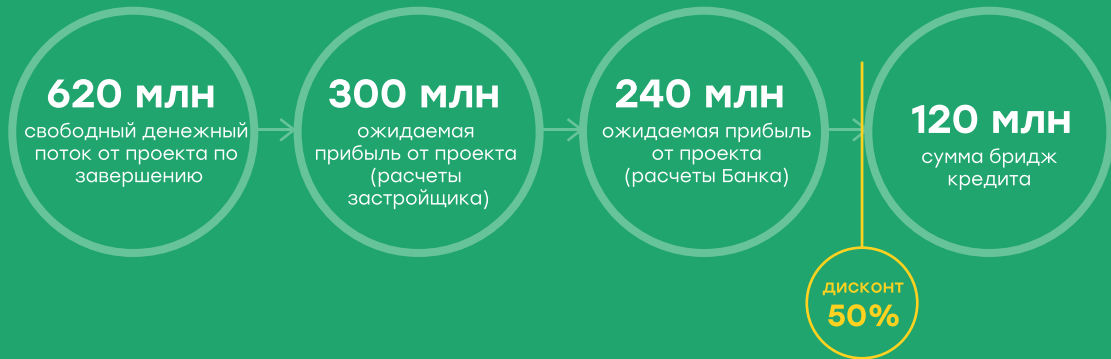 620 млн
свободный денежный
поток от проекта по
завершению
300 млн
ожидаемая
прибыль от проекта
(расчеты
застройщика)
240 млн
ожидаемая прибыль
от проекта
(расчеты Банка)
120 млн
сумма бридж
кредита
дисконт
50%